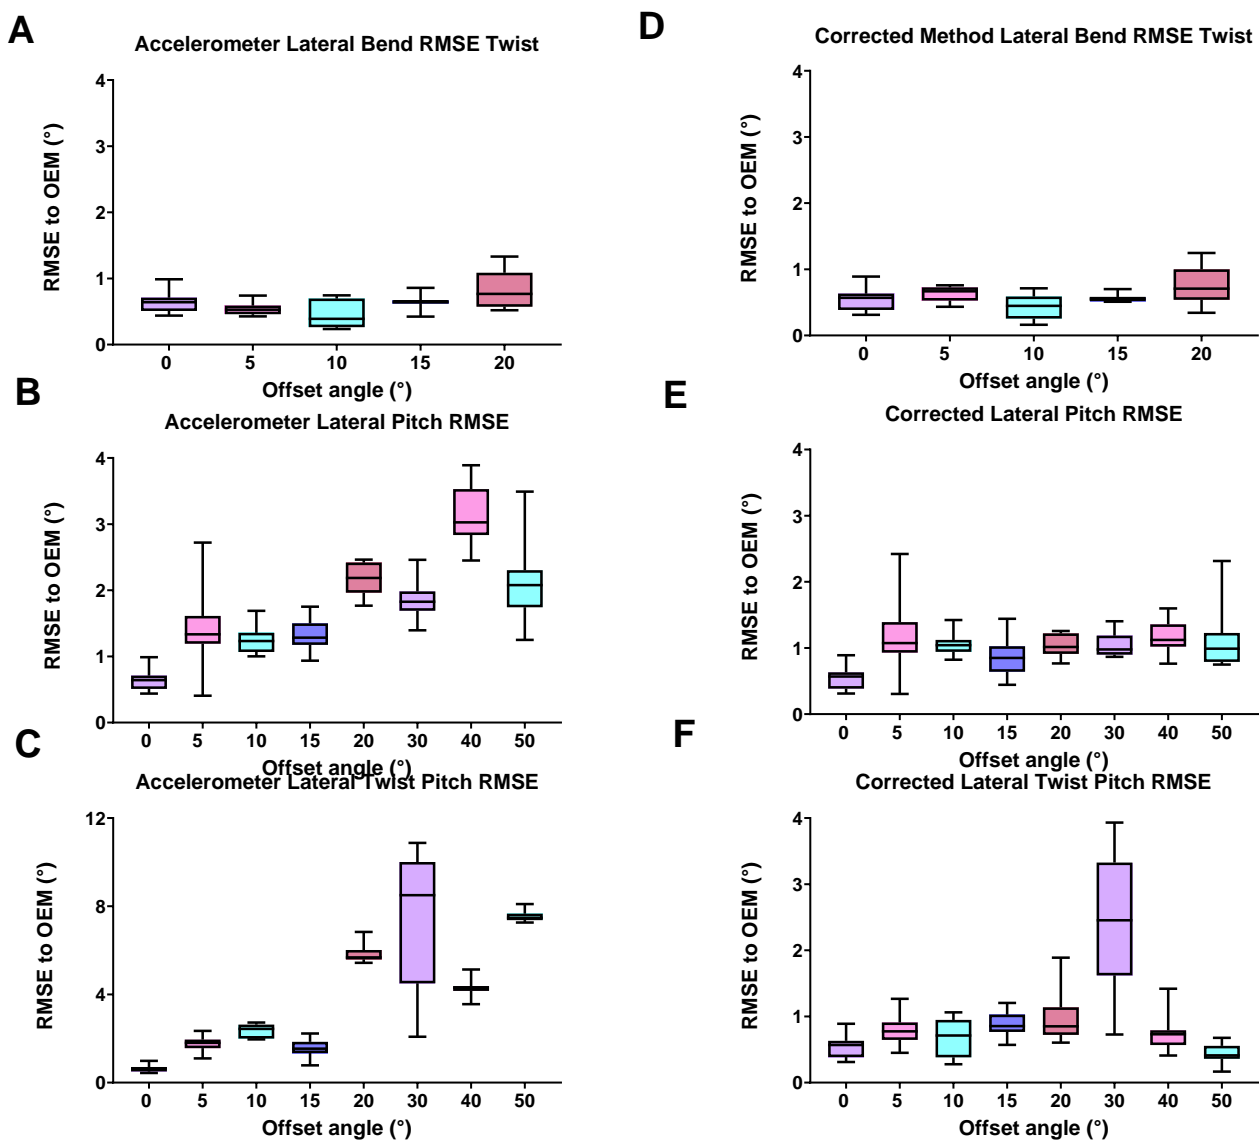 A
Accelerometer Lateral Bend RMSE Twist
RMSE to OEM (°)
4
3
2
1
0
0 5 10 15 20
Offset angle (°)
D
Corrected Method Lateral Bend RMSE Twist
RMSE to OEM (°)
4
3
2
1
0
0 5 10 15 20
Offset angle (°)
B
Accelerometer Lateral Pitch RMSE
RMSE to OEM (°)
4
3
2
1
0
0 5 10 15 20 30 40 50
Offset angle (°)
E
Corrected Lateral Pitch RMSE
RMSE to OEM (°)
4
3
2
1
0
0 5 10 15 20 30 40 50
Offset angle (°)
C
Accelerometer Lateral Twist Pitch RMSE
RMSE to OEM (°)
12
8
4
0
0 5 10 15 20 30 40 50
Offset angle (°)
F
Corrected Lateral Twist Pitch RMSE
RMSE to OEM (°)
4
3
2
1
0
0 5 10 15 20 30 40 50
Offset angle (°)